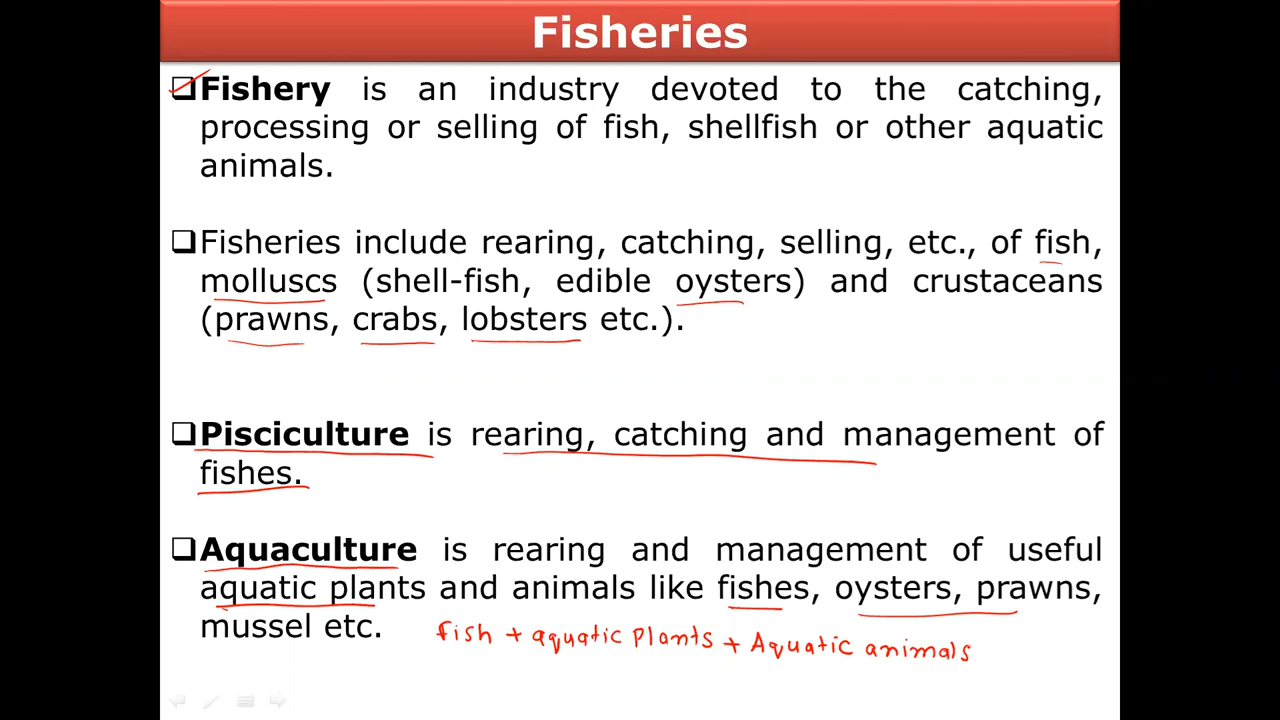 Fisheries
Fishery is an industry devoted to the catching,
processing or selling of fish, shellfish or other aquatic
animals.
Fisheries include rearing, catching, selling, etc., of fish,
molluscs (shell-fish, edible oysters) and crustaceans
(prawns, crabs, lobsters etc.).
Pisciculture is rearing, catching and management of
fishes.
Aquaculture is rearing and management of useful
aquatic plants and animals like fishes, oysters, prawns,
mussel etc.
fish + aquatic plants + Aquatic animals